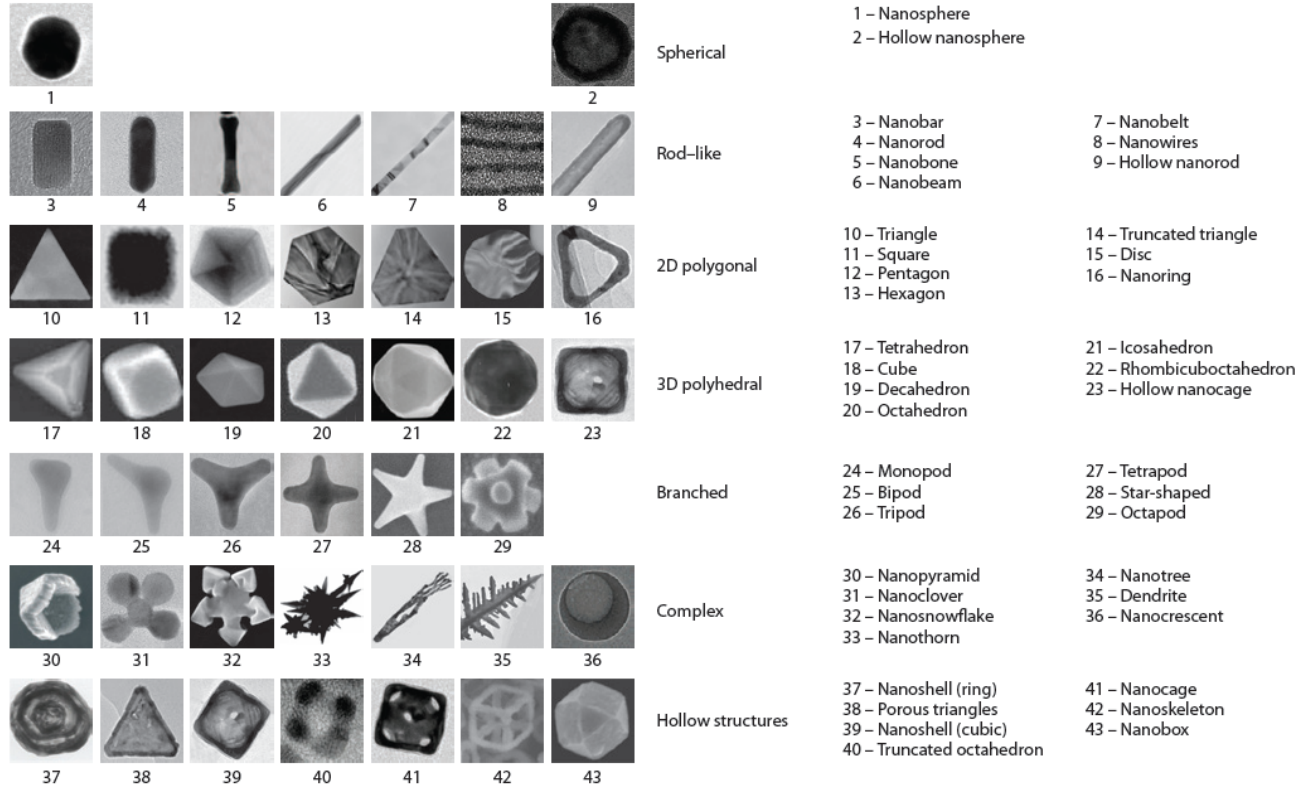 1 – Nanosphere
2 – Hollow nanosphere
Spherical
1
2
3 – Nanobar
7 – Nanobelt
4 – Nanorod
8 – Nanowires
Rod–like
5 – Nanobone
9 – Hollow nanorod
6 – Nanobeam
3 4 5 6 7 8 9
10 – Triangle
14 – Truncated triangle
11 – Square
15 – Disc
2D polygonal
12 – Pentagon
16 – Nanoring
13 – Hexagon
10 11 12 13 14 15 16
17 – Tetrahedron
21 – Icosahedron
18 – Cube
22 – Rhombicuboctahedron
3D polyhedral
19 – Decahedron
23 – Hollow nanocage
20 – Octahedron
17 18 19 20 21 22 23
24 – Monopod
27 – Tetrapod
Branched
25 – Bipod
28 – Star-shaped
26 – Tripod
29 – Octapod
24 25 26 27 28 29
30 – Nanopyramid
34 – Nanotree
31 – Nanoclover
35 – Dendrite
Complex
32 – Nanosnowflake
36 – Nanocrescent
33 – Nanothorn
30 31 32 33 34 35 36
37 – Nanoshell (ring)
41 – Nanocage
38 – Porous triangles
42 – Nanoskeleton
Hollow structures
39 – Nanoshell (cubic)
43 – Nanobox
40 – Truncated octahedron
37 38 39 40 41 42 43